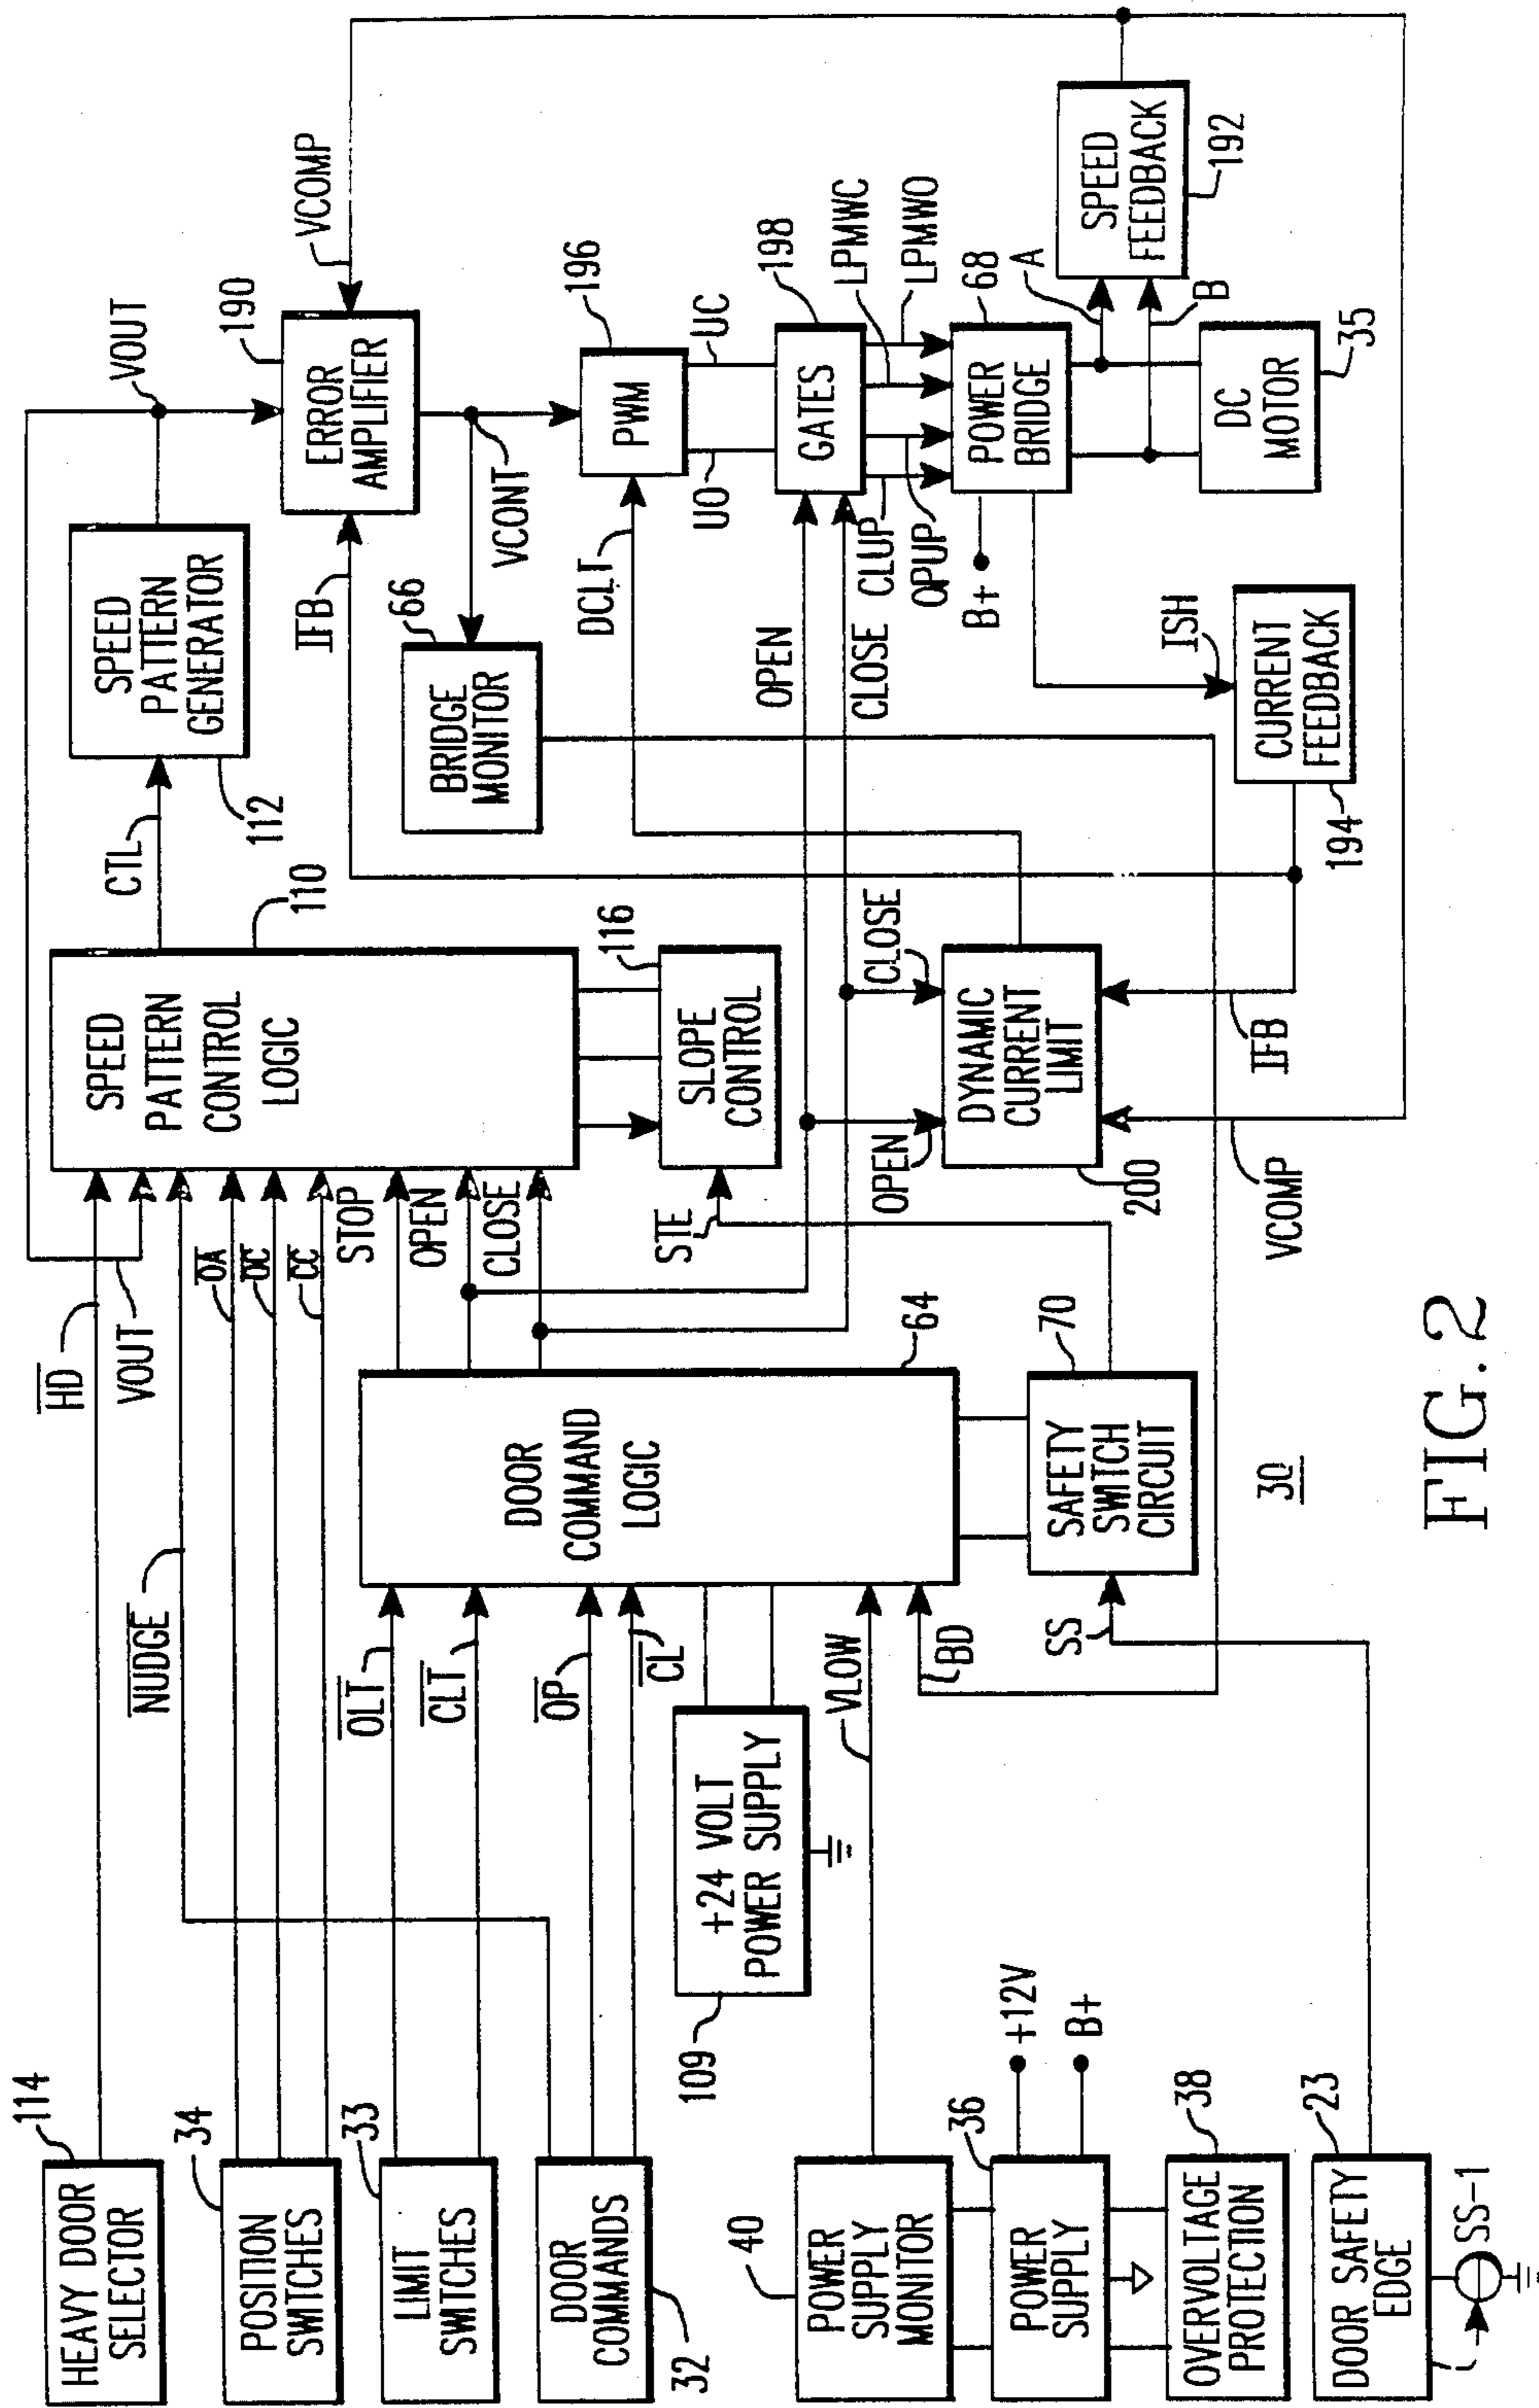 HEAVY DOOR
SELECTOR
114
POSITION
SWITCHES
34
LIMIT
SWITCHES
33
DOOR
COMMANDS
32
POWER
SUPPLY
MONITOR
40
POWER
SUPPLY
36
+12V
B+
OVERVOLTAGE
PROTECTION
38
DOOR SAFETY
EDGE
23
i
SS-1
+24 VOLT
POWER SUPPLY
109
HD
VOUT
NUDGE
OA
OC
CC
OLT
CLT
OP
CL
VLOW
BD
SS
DOOR
COMMAND
LOGIC
64
SAFETY
SWITCH
CIRCUIT
70
STOP
OPEN
CLOSE
STE
SPEED
PATTERN
CONTROL
LOGIC
110
SLOPE
CONTROL
116
OPEN
CLOSE
DYNAMIC
CURRENT
LIMIT
200
VCOMP
IFB
CTL
SPEED
PATTERN
GENERATOR
112
BRIDGE
MONITOR
66
IFB
DCLT
OPEN
CLOSE
CURRENT
FEEDBACK
194
ISH
VOUT
ERROR
AMPLIFIER
190
VCOMP
VCONT
PWM
196
UO
UC
GATES
198
CLUP
OPUP
LPMWC
LPMWO
B+
POWER
BRIDGE
68
A
B
DC
MOTOR
35
SPEED
FEEDBACK
192
30
FIG. 2